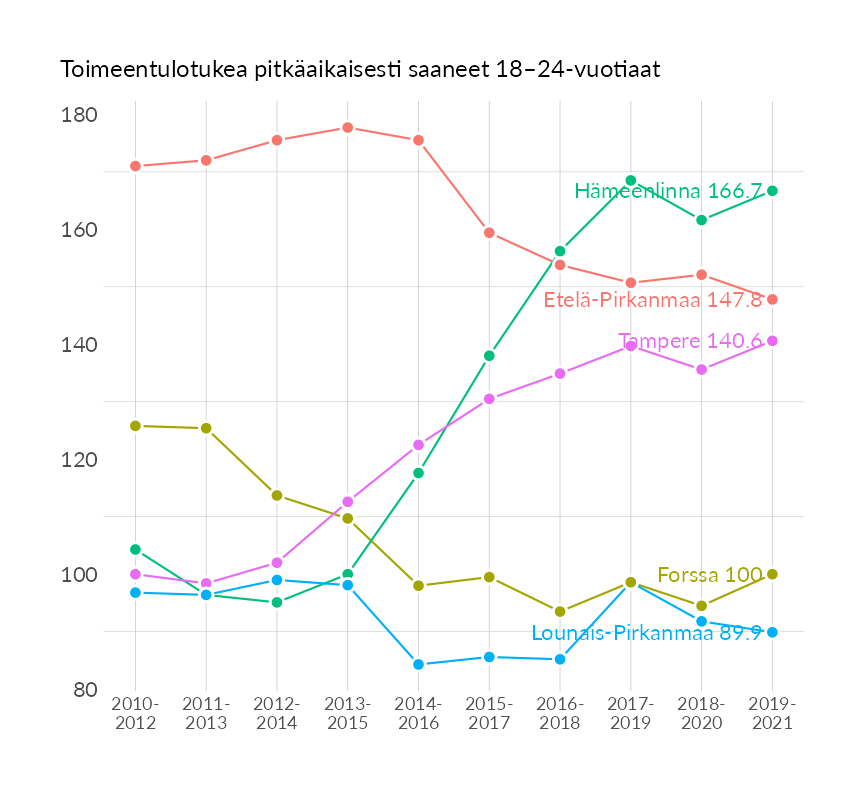 Toimeentulotukea pitkäaikaisesti saaneet 18–24-vuotiaat
180
160
140
120
100
80
Hämeenlinna 166.7
Etelä-Pirkanmaa 147.8
Tampere 140.6
Forssa 100
Lounais-Pirkanmaa 89.9
2010- 2011- 2012- 2013- 2014- 2015- 2016- 2017- 2018- 2019-
2012 2013 2014 2015 2016 2017 2018 2019 2020 2021